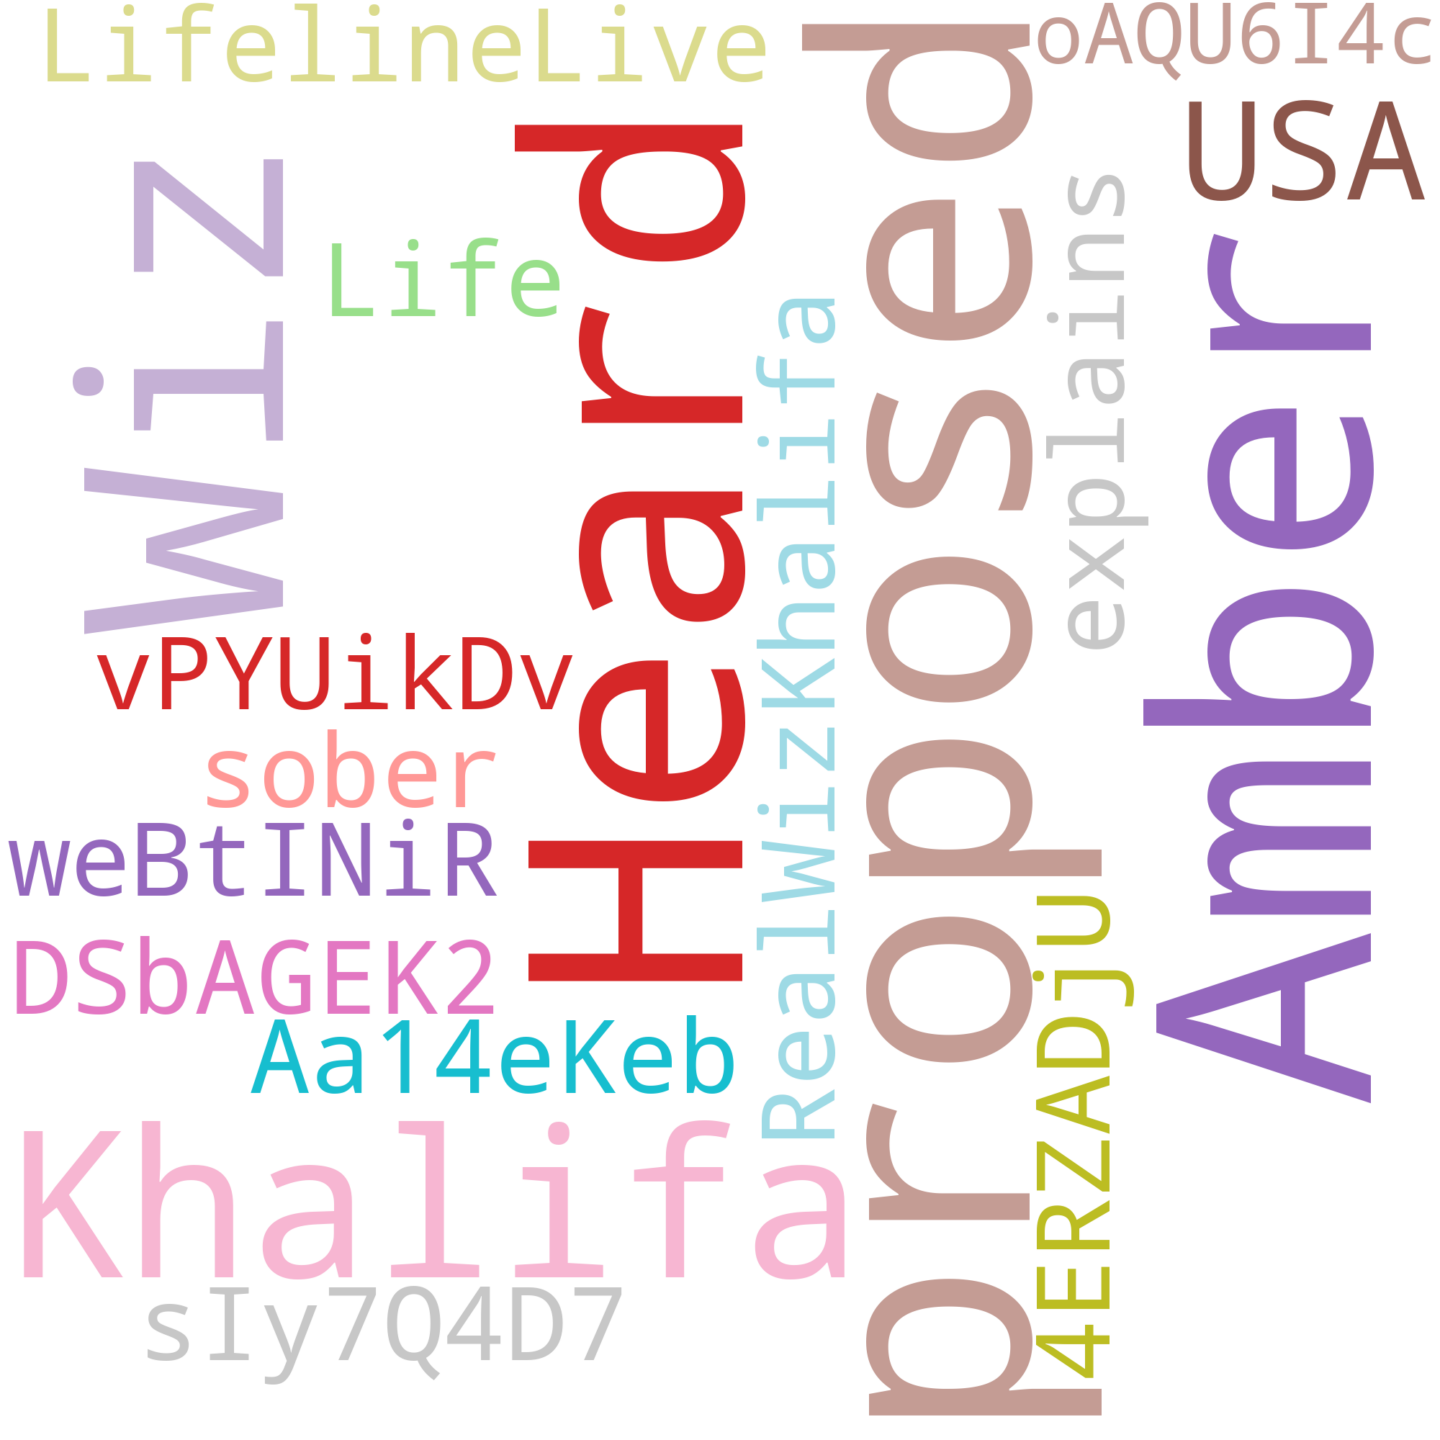 LifelineLive
oAQU6I4c
USA
Wiz
Life
Heard
RealWizKhalifa
proposed
explains
Amber
vPYUikDv
sober
weBtINiR
DSbAGEK2
Aa14eKeb
4ERZADjU
Khalifa
sIy7Q4D7